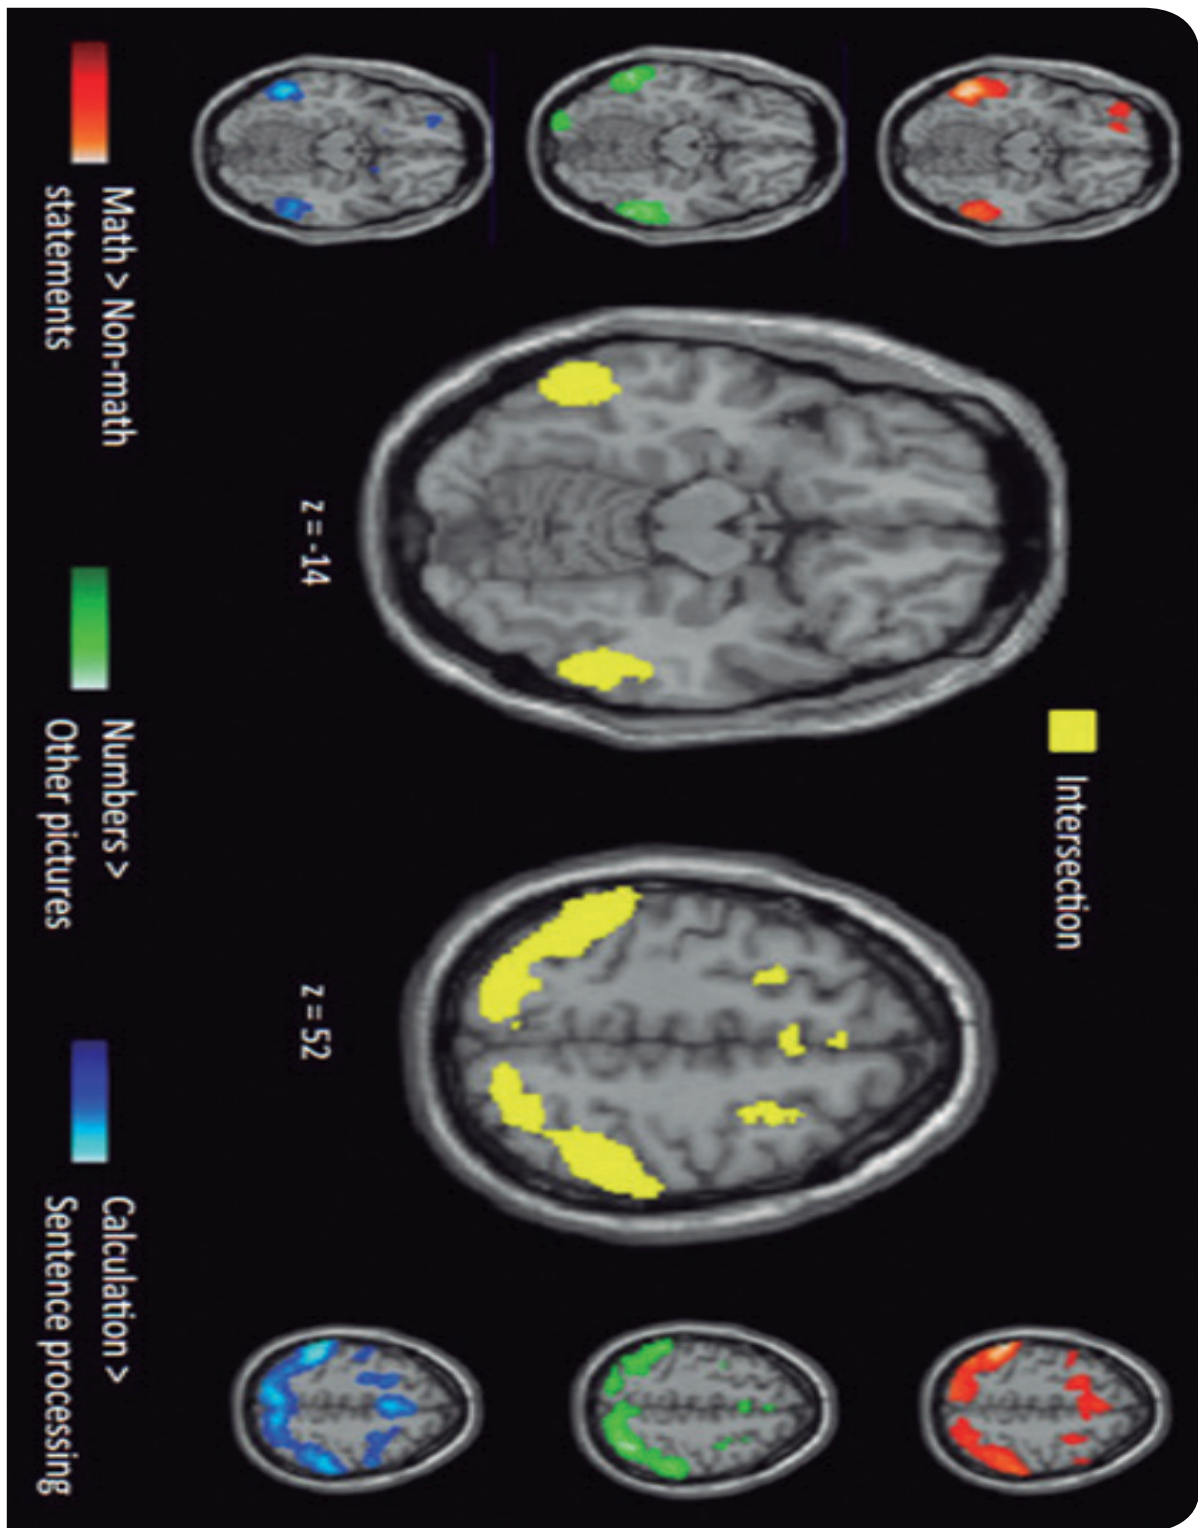 Intersection
z = -14
z = 52
Math > Non-math
statements
Numbers >
Other pictures
Calculation >
Sentence processing